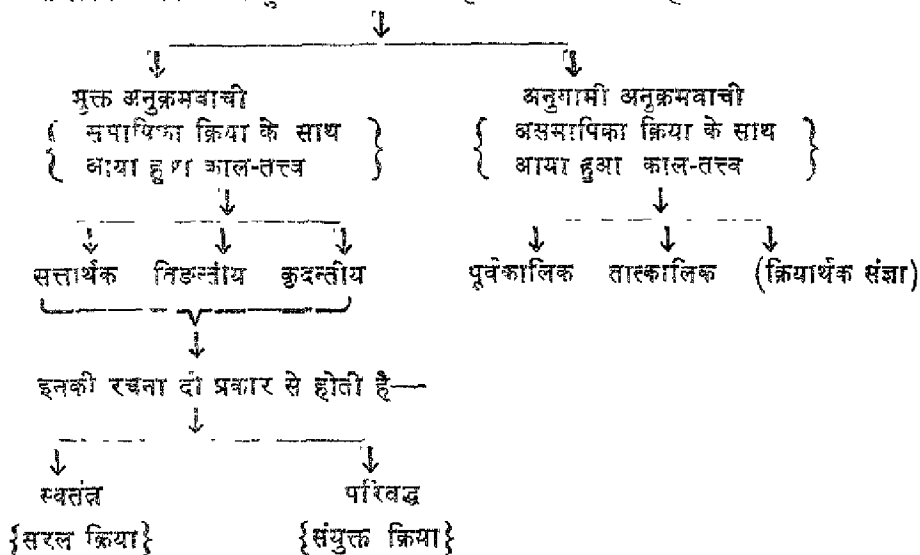 मुक्त अनुक्रमवाची अनुगामी अनुक्रमवाची
{ समापिका क्रिया के साथ } { असमापिका क्रिया के साथ }
{ आया हुआ काल-तत्त्व } { आया हुआ काल-तत्त्व }
सत्तार्थक तिङन्तीय कृदन्तीय पूर्वकालिक तात्कालिक (क्रियार्थक संज्ञा)
इनकी रचना दो प्रकार से होती है—
स्वतंत्र परिबद्ध
{सरल क्रिया} {संयुक्त क्रिया}